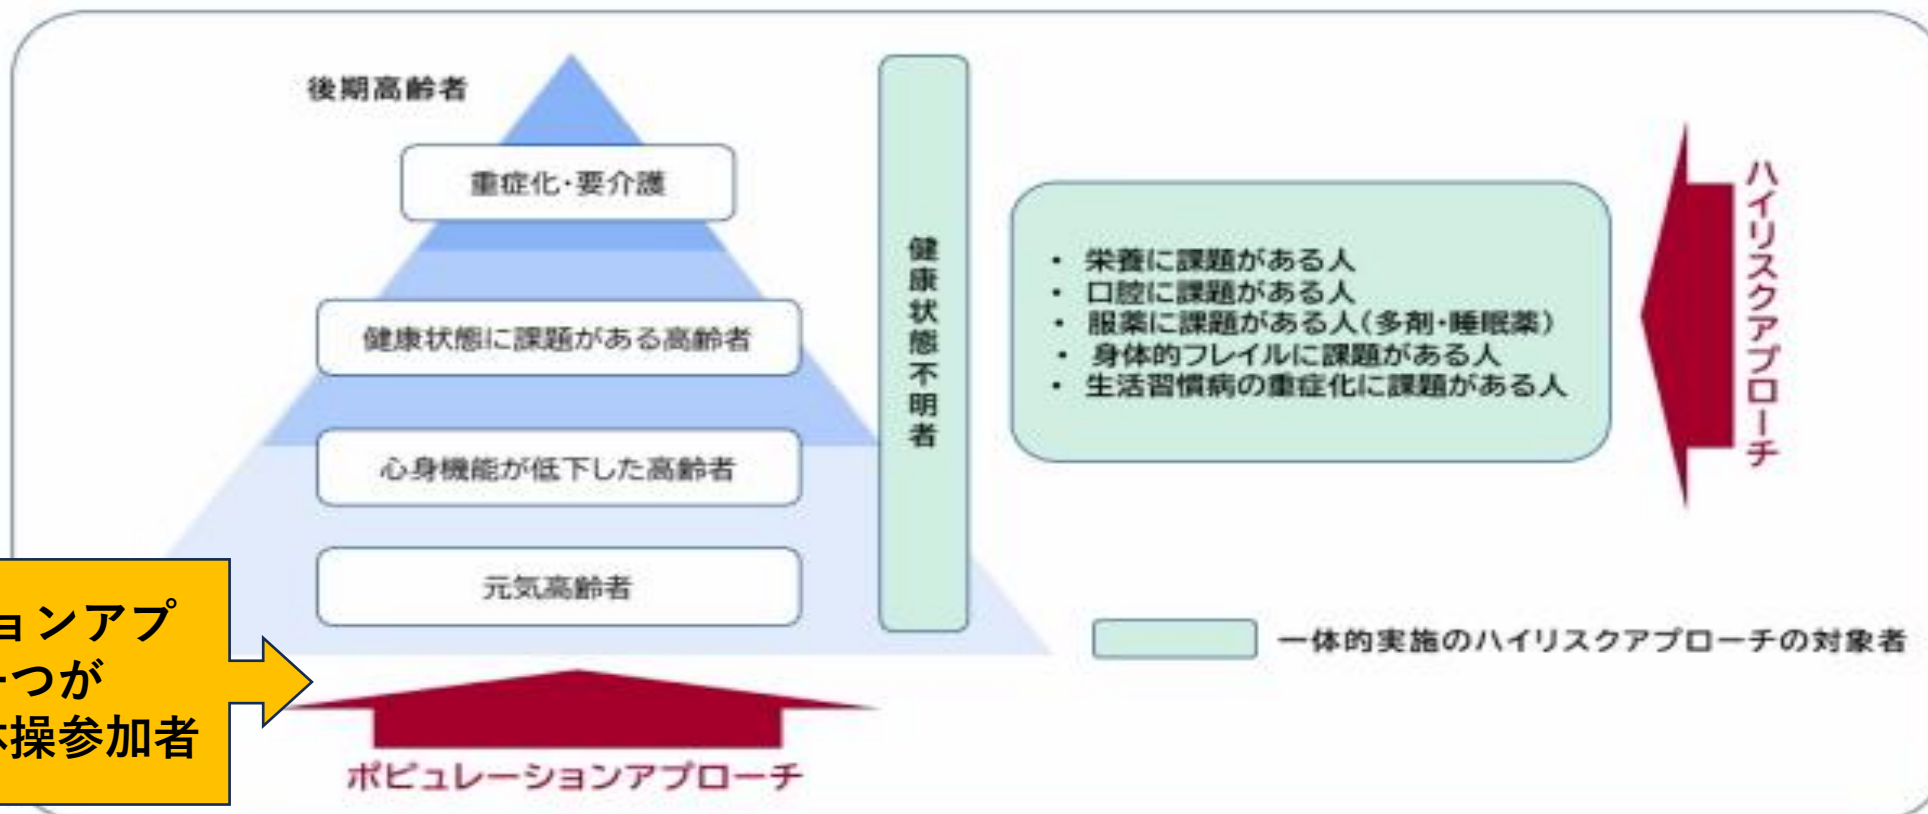 後期高齢者
重症化・要介護
健康状態に課題がある高齢者
心身機能が低下した高齢者
元気高齢者
健康状態不明者
・ 栄養に課題がある人
・ 口腔に課題がある人
・ 服薬に課題がある人(多剤・睡眠薬)
・ 身体的フレイルに課題がある人
・ 生活習慣病の重症化に課題がある人
ハイリスクアプローチ
一体的実施のハイリスクアプローチの対象者
ョンアプ
一つが
体操参加者
ポピュレーションアプローチ